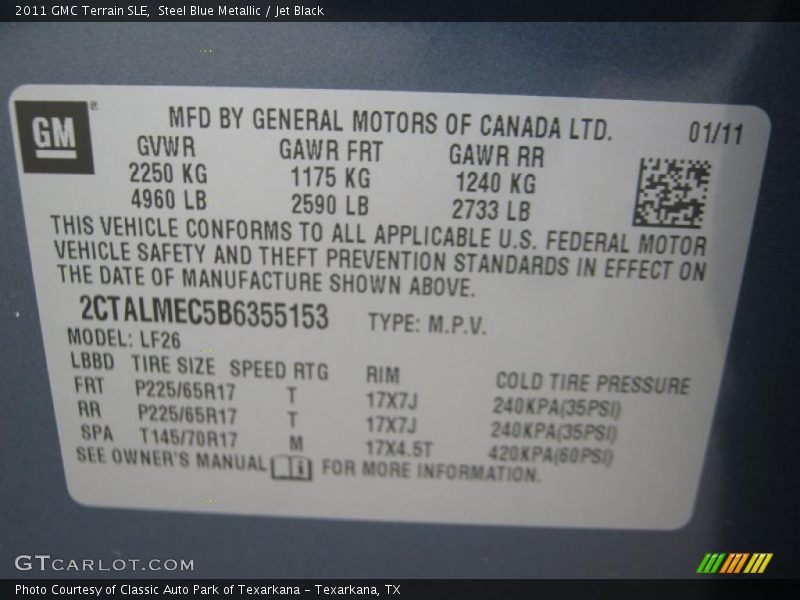 2011 GMC Terrain SLE,  Steel Blue Metallic / Jet Black
GM ®
MFD BY GENERAL MOTORS OF CANADA LTD. 01/11
GVWR GAWR FRT GAWR RR
2250 KG 1175 KG 1240 KG
4960 LB 2590 LB 2733 LB
THIS VEHICLE CONFORMS TO ALL APPLICABLE U.S. FEDERAL MOTOR
VEHICLE SAFETY AND THEFT PREVENTION STANDARDS IN EFFECT ON
THE DATE OF MANUFACTURE SHOWN ABOVE.
2CTALMEC5B6355153 TYPE: M.P.V.
MODEL: LF26
LBBD TIRE SIZE SPEED RTG RIM COLD TIRE PRESSURE
FRT P225/65R17 T 17X7J 240KPA(35PSI)
RR P225/65R17 T 17X7J 240KPA(35PSI)
SPA T145/70R17 M 17X4.5T 420KPA(60PSI)
SEE OWNER'S MANUAL FOR MORE INFORMATION.
GTCARLOT.COM
Photo Courtesy of Classic Auto Park of Texarkana - Texarkana, TX